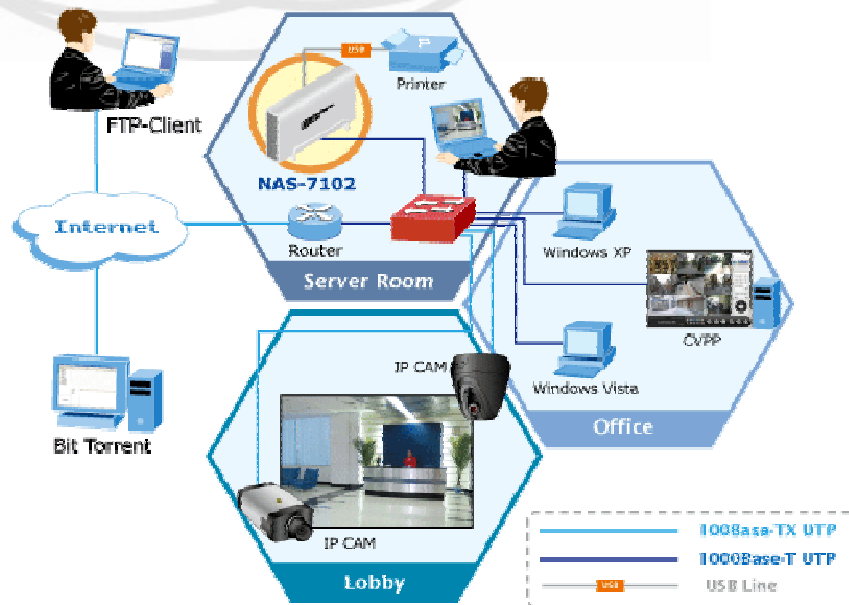 USB
Printer
FTP-Client
NAS-7102
Internet
Router
Windows XP
Server Room
CVPP
IP CAM
Windows Vista
Office
Bit Torrent
IP CAM
Lobby
100Base-TX UTP
1000Base-T UTP
USB
USB Line